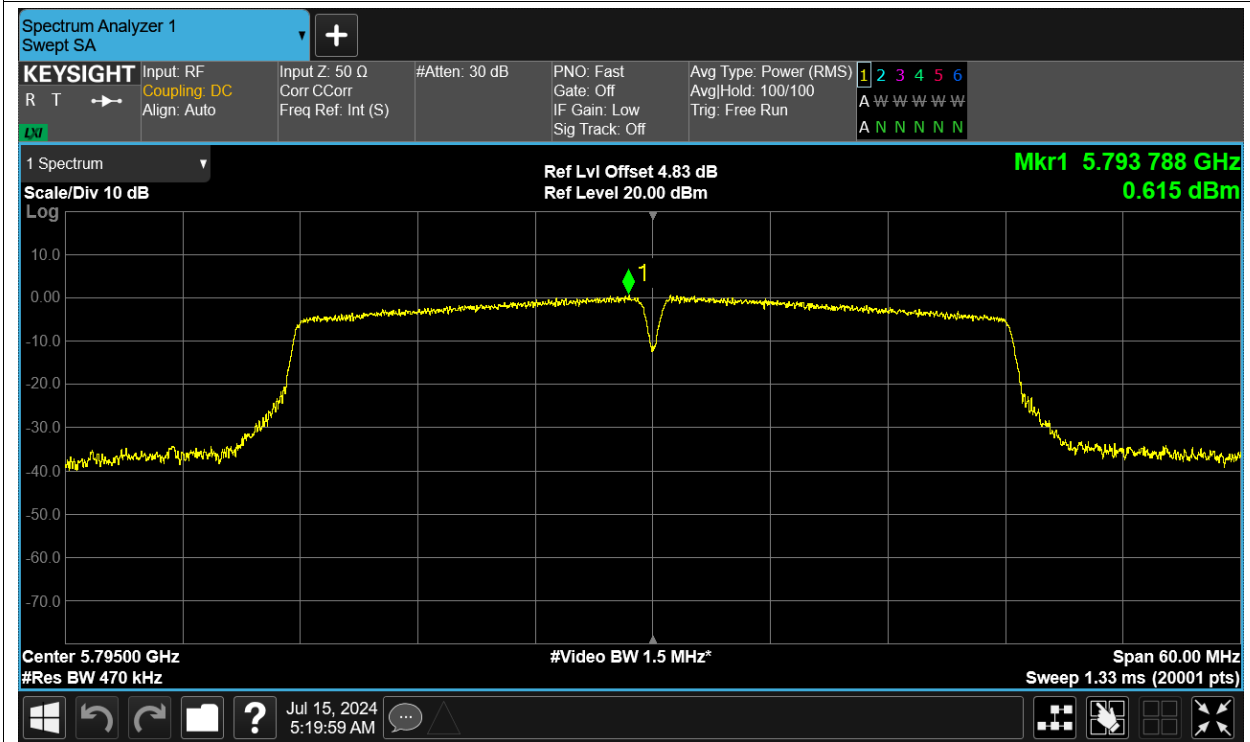 Spectrum Analyzer 1
Swept SA
KEYSIGHT
R T
LXI
Input: RF
Coupling: DC
Align: Auto
Input Z: 50 Ω
Corr CCorr
Freq Ref: Int (S)
#Atten: 30 dB
PNO: Fast
Gate: Off
IF Gain: Low
Sig Track: Off
Avg Type: Power (RMS)
Avg|Hold: 100/100
Trig: Free Run
1 2 3 4 5 6
A W W W W W
A N N N N N
1 Spectrum
Scale/Div 10 dB
Log
Ref Lvl Offset 4.83 dB
Ref Level 20.00 dBm
Mkr1 5.793 788 GHz
0.615 dBm
10.0
0.00
-10.0
-20.0
-30.0
-40.0
-50.0
-60.0
-70.0
1
Center 5.79500 GHz
#Res BW 470 kHz
#Video BW 1.5 MHz*
Span 60.00 MHz
Sweep 1.33 ms (20001 pts)
?
Jul 15, 2024
5:19:59 AM